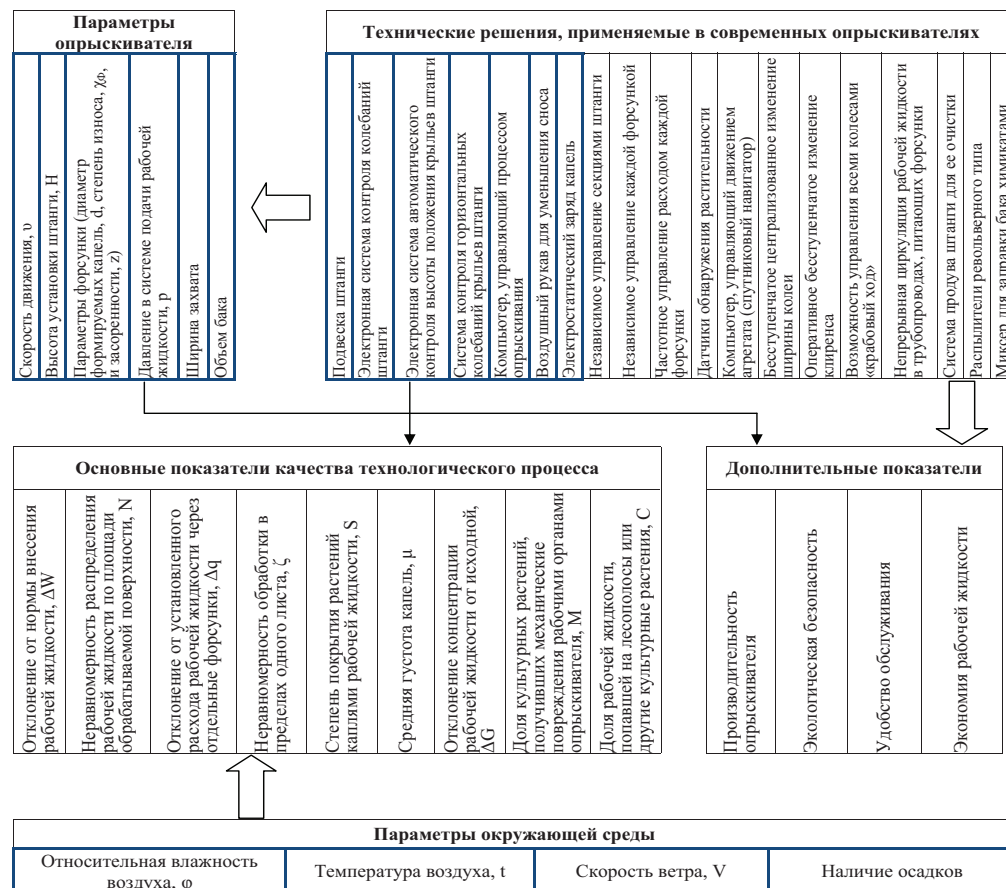 Параметры
опрыскивателя
Скорость движения, υ
Высота установки штанги, Н
Параметры форсунки (диаметр
формируемых капель, d, степень износа, χФ,
и засоренности, z)
Давление в системе подачи рабочей
жидкости, р
Ширина захвата
Объем бака
Технические решения, применяемые в современных опрыскивателях
Подвеска штанги
Электронная система контроля колебаний
штанги
Электронная система автоматического
контроля высоты положения крыльев штанги
Система контроля горизонтальных
колебаний крыльев штанги
Компьютер, управляющий процессом
опрыскивания
Воздушный рукав для уменьшения сноса
Электростатический заряд капель
Независимое управление секциями штанги
Независимое управление каждой форсункой
Частотное управление расходом каждой
форсунки
Датчики обнаружения растительности
Компьютер, управляющий движением
агрегата (спутниковый навигатор)
Бесступенчатое централизованное изменение
ширины колеи
Оперативное бесступенчатое изменение
клиренса
Возможность управления всеми колесами
«крабовый ход»
Непрерывная циркуляция рабочей жидкости
в трубопроводах, питающих форсунки
Система продува штанги для ее очистки
Распылители револьверного типа
Миксер для заправки бака химикатами
Основные показатели качества технологического процесса
Отклонение от нормы внесения
рабочей жидкости, ΔW
Неравномерность распределения
рабочей жидкости по площади
обрабатываемой поверхности, N
Отклонение от установленного
расхода рабочей жидкости через
отдельные форсунки, Δq
Неравномерность обработки в
пределах одного листа, ζ
Степень покрытия растений
каплями рабочей жидкости, S
Средняя густота капель, μ
Отклонение концентрации
рабочей жидкости от исходной,
ΔG
Доля культурных растений,
получивших механические
повреждения рабочими органами
опрыскивателя, М
Доля рабочей жидкости,
попавшей на лесополосы или
другие культурные растения, С
Дополнительные показатели
Производительность
опрыскивателя
Экологическая безопасность
Удобство обслуживания
Экономия рабочей жидкости
Параметры окружающей среды
Относительная влажность
воздуха, φ
Температура воздуха, t
Скорость ветра, V
Наличие осадков